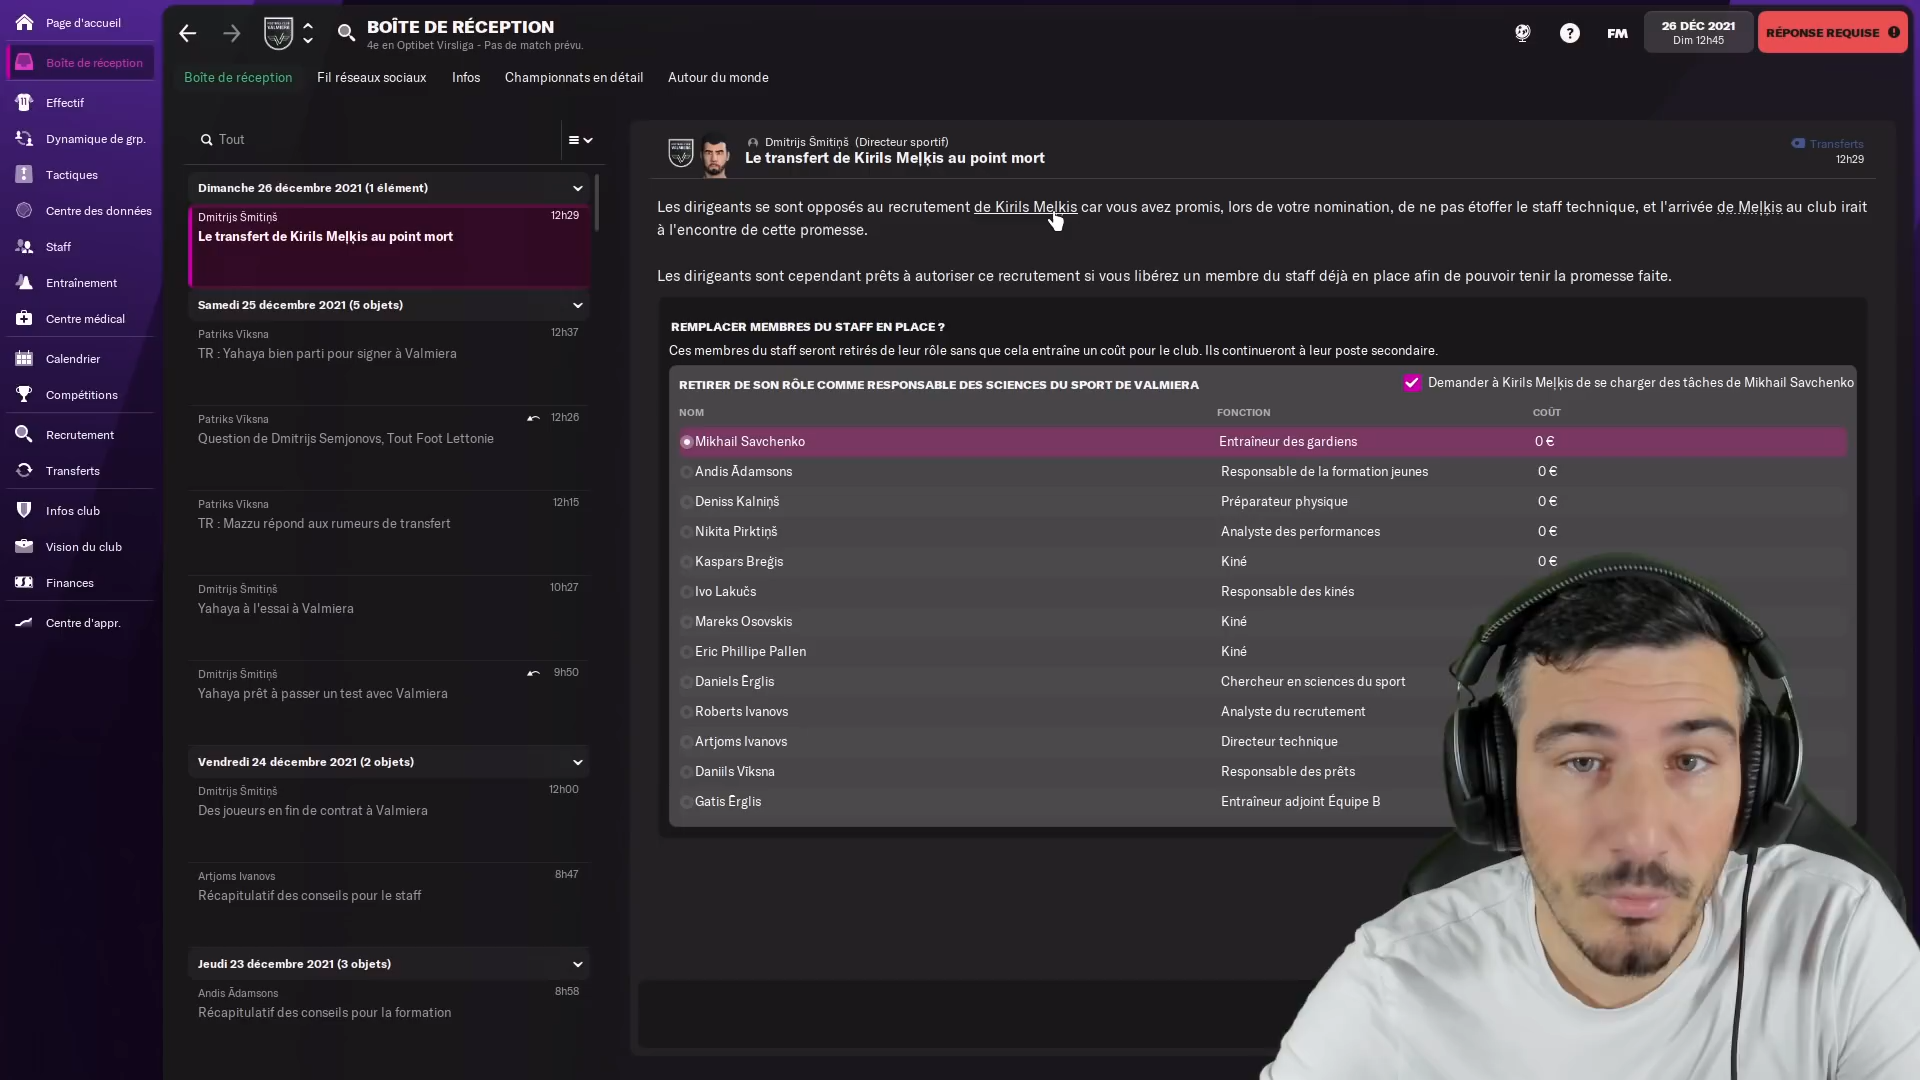 Page d'accueil
Boîte de réception
Effectif
Dynamique de grp.
Tactiques
Centre des données
Staff
Entraînement
Centre médical
Calendrier
Compétitions
Recrutement
Transferts
Infos club
Vision du club
Finances
Centre d'appr.
BOÎTE DE RÉCEPTION
4e en Optibet Virsliga - Pas de match prévu.
FM
26 DÉC 2021
Dim 12h45
RÉPONSE REQUISE
Boîte de réception Fil réseaux sociaux Infos Championnats en détail Autour du monde
Tout
Dimanche 26 décembre 2021 (1 élément)
Dmitrijs Šmitiņš 12h29
Le transfert de Kirils Meļķis au point mort
Samedi 25 décembre 2021 (5 objets)
Patriks Vīksna 12h37
TR : Yahaya bien parti pour signer à Valmiera
Patriks Vīksna 12h26
Question de Dmitrijs Semjonovs, Tout Foot Lettonie
Patriks Vīksna 12h15
TR : Mazzu répond aux rumeurs de transfert
Dmitrijs Šmitiņš 10h27
Yahaya à l'essai à Valmiera
Dmitrijs Šmitiņš 9h50
Yahaya prêt à passer un test avec Valmiera
Vendredi 24 décembre 2021 (2 objets)
Dmitrijs Šmitiņš 12h00
Des joueurs en fin de contrat à Valmiera
Artjoms Ivanovs 8h47
Récapitulatif des conseils pour le staff
Jeudi 23 décembre 2021 (3 objets)
Andis Ādamsons 8h58
Récapitulatif des conseils pour la formation
Dmitrijs Šmitiņš (Directeur sportif)
Le transfert de Kirils Meļķis au point mort
Transferts
12h29
Les dirigeants se sont opposés au recrutement de Kirils Meļķis car vous avez promis, lors de votre nomination, de ne pas étoffer le staff technique, et l'arrivée de Meļķis au club irait
à l'encontre de cette promesse.
Les dirigeants sont cependant prêts à autoriser ce recrutement si vous libérez un membre du staff déjà en place afin de pouvoir tenir la promesse faite.
REMPLACER MEMBRES DU STAFF EN PLACE ?
Ces membres du staff seront retirés de leur rôle sans que cela entraîne un coût pour le club. Ils continueront à leur poste secondaire.
RETIRER DE SON RÔLE COMME RESPONSABLE DES SCIENCES DU SPORT DE VALMIERA Demander à Kirils Meļķis de se charger des tâches de Mikhail Savchenko
NOM FONCTION COÛT
Mikhail Savchenko Entraîneur des gardiens 0 €
Andis Ādamsons Responsable de la formation jeunes 0 €
Deniss Kalniņš Préparateur physique 0 €
Nikita Pirktiņš Analyste des performances 0 €
Kaspars Breģis Kiné 0 €
Ivo Lakučs Responsable des kinés
Mareks Osovskis Kiné
Eric Phillipe Pallen Kiné
Daniels Ērglis Chercheur en sciences du sport
Roberts Ivanovs Analyste du recrutement
Artjoms Ivanovs Directeur technique
Daniils Vīksna Responsable des prêts
Gatis Ērglis Entraîneur adjoint Équipe B